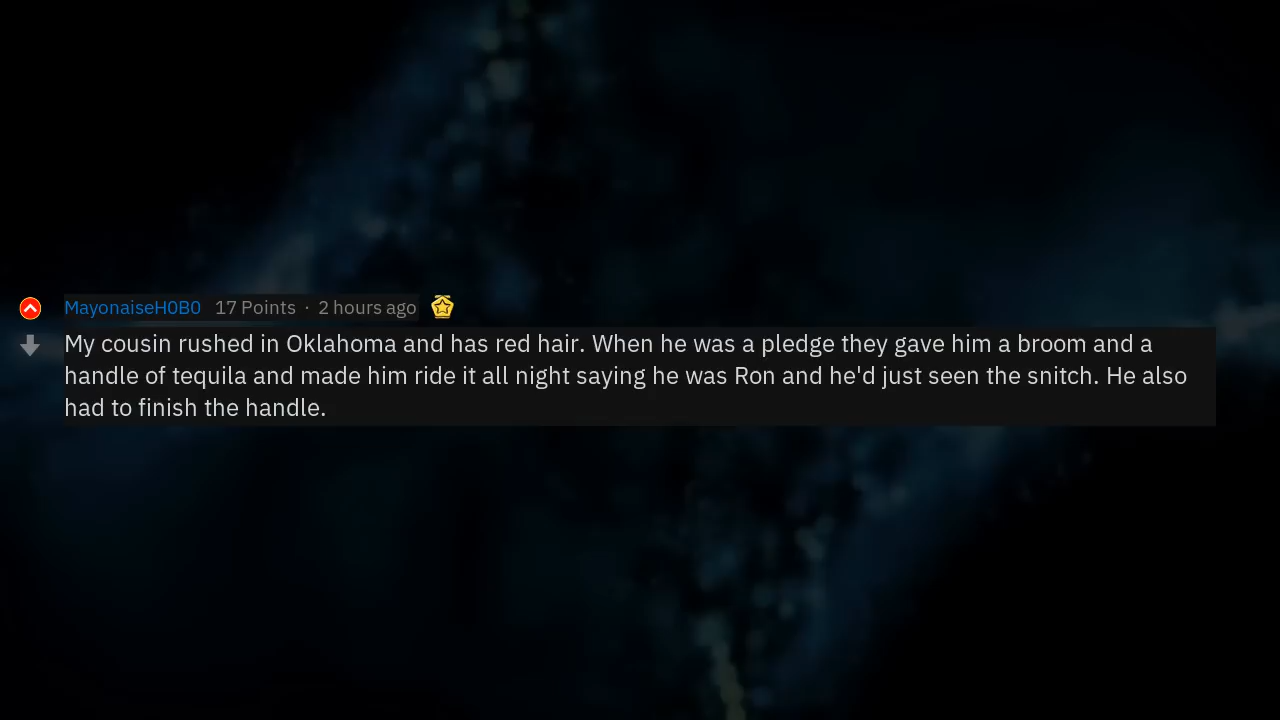 MayonaiseH0B0 17 Points · 2 hours ago
My cousin rushed in Oklahoma and has red hair. When he was a pledge they gave him a broom and a
handle of tequila and made him ride it all night saying he was Ron and he'd just seen the snitch. He also
had to finish the handle.